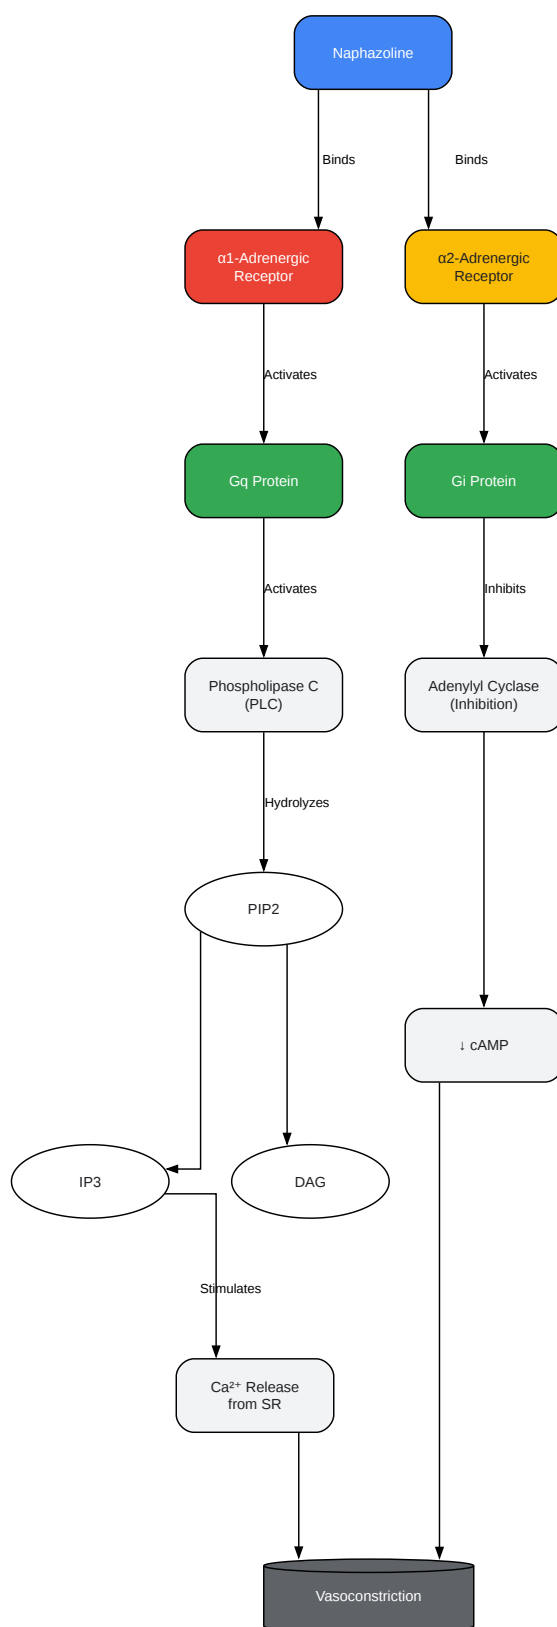 Naphazoline
Binds
Binds
α1-Adrenergic
Receptor
α2-Adrenergic
Receptor
Activates
Activates
Gq Protein
Gi Protein
Activates
Inhibits
Phospholipase C
(PLC)
Adenylyl Cyclase
(Inhibition)
Hydrolyzes
PIP2
↓ cAMP
IP3
DAG
Stimulates
Ca²⁺ Release
from SR
Vasoconstriction